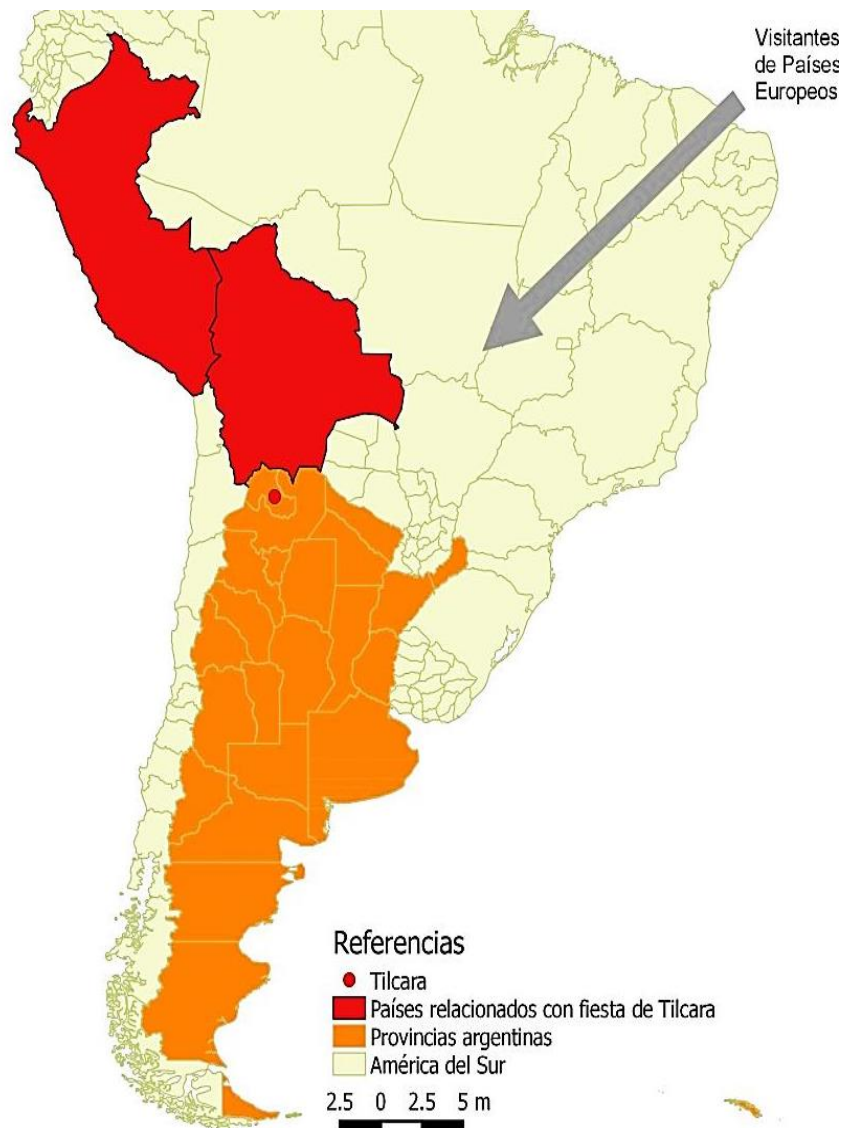 Visitantes
de Países
Europeos
Referencias
Tilcara
Países relacionados con fiesta de Tilcara
Provincias argentinas
América del Sur
2.5 0 2.5 5 m